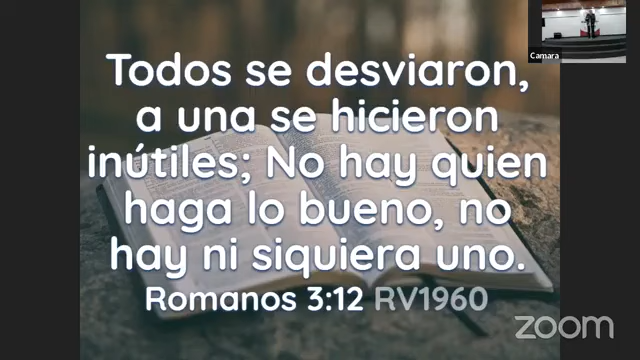 Camara
Todos se desviaron,
a una se hicieron
inútiles; No hay quien
haga lo bueno, no
hay ni siquiera uno.
Romanos 3:12 RV1960
zoom